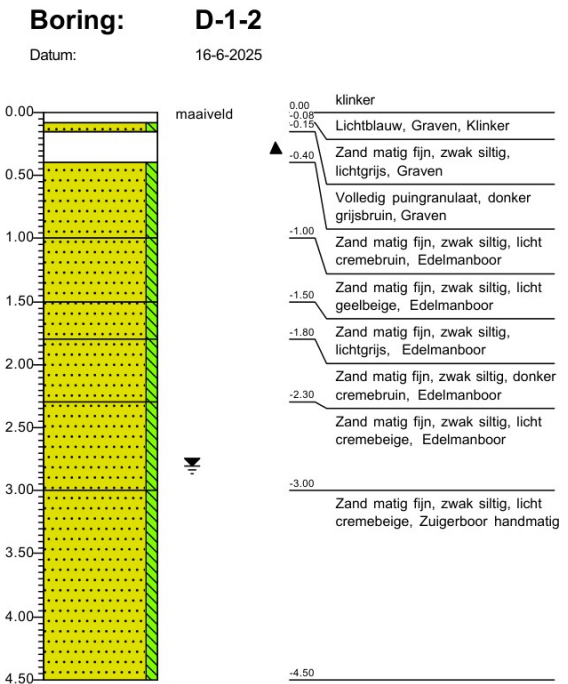 Boring: D-1-2
Datum: 16-6-2025
0.00
0.50
1.00
1.50
2.00
2.50
3.00
3.50
4.00
4.50
maaiveld
0.00
klinker
-0.08
Lichtblauw, Graven, Klinker
-0.15
Zand matig fijn, zwak siltig,
lichtgrijs, Graven
-0.40
Volledig puingranulaat, donker
grijsbruin, Graven
-1.00
Zand matig fijn, zwak siltig, licht
cremebruin, Edelmanboor
-1.50
Zand matig fijn, zwak siltig, licht
geelbeige, Edelmanboor
-1.80
Zand matig fijn, zwak siltig,
lichtgrijs, Edelmanboor
Zand matig fijn, zwak siltig, donker
cremebruin, Edelmanboor
-2.30
Zand matig fijn, zwak siltig, licht
cremebeige, Edelmanboor
-3.00
Zand matig fijn, zwak siltig, licht
cremebeige, Zuigerboor handmatig
-4.50